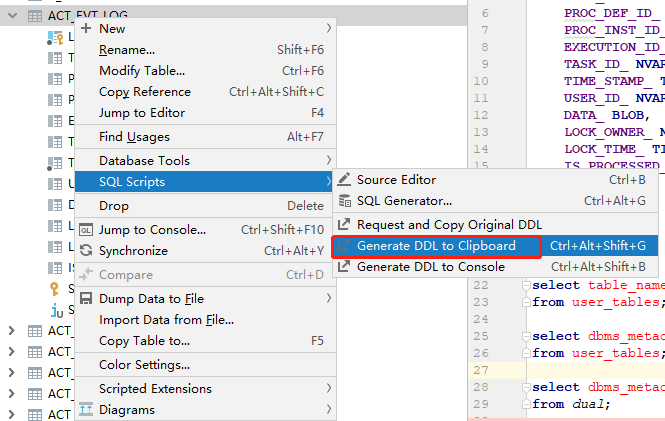 ACT_EVT_LOG
L
T
P
P
E
T
T
U
D
L
L
IS
S
S
ACT_
ACT_
ACT_
ACT_
ACT_
New
Rename... Shift+F6
Modify Table... Ctrl+F6
Copy Reference Ctrl+Alt+Shift+C
Jump to Editor F4
Find Usages Alt+F7
Database Tools
SQL Scripts
Drop Delete
Jump to Console... Ctrl+Shift+F10
Synchronize Ctrl+Alt+Y
Compare Ctrl+D
Dump Data to File
Import Data from File...
Copy Table to... F5
Color Settings...
Scripted Extensions
Diagrams
Source Editor Ctrl+B
SQL Generator... Ctrl+Alt+G
Request and Copy Original DDL
Generate DDL to Clipboard Ctrl+Alt+Shift+G
Generate DDL to Console Ctrl+Alt+Shift+B
6 PROC_DEF_ID_
7 PROC_INST_ID_
8 EXECUTION_ID_
9 TASK_ID_ NVAR
10 TIME_STAMP_ T
11 USER_ID_ NVAR
12 DATA_ BLOB,
13 LOCK_OWNER_ N
14 LOCK_TIME_ TI
15 IS_PROCESSED_
22 select table_name
23 from user_tables;
24
25 select dbms_metac
26 from user_tables;
27
28 select dbms_metac
29 from dual;